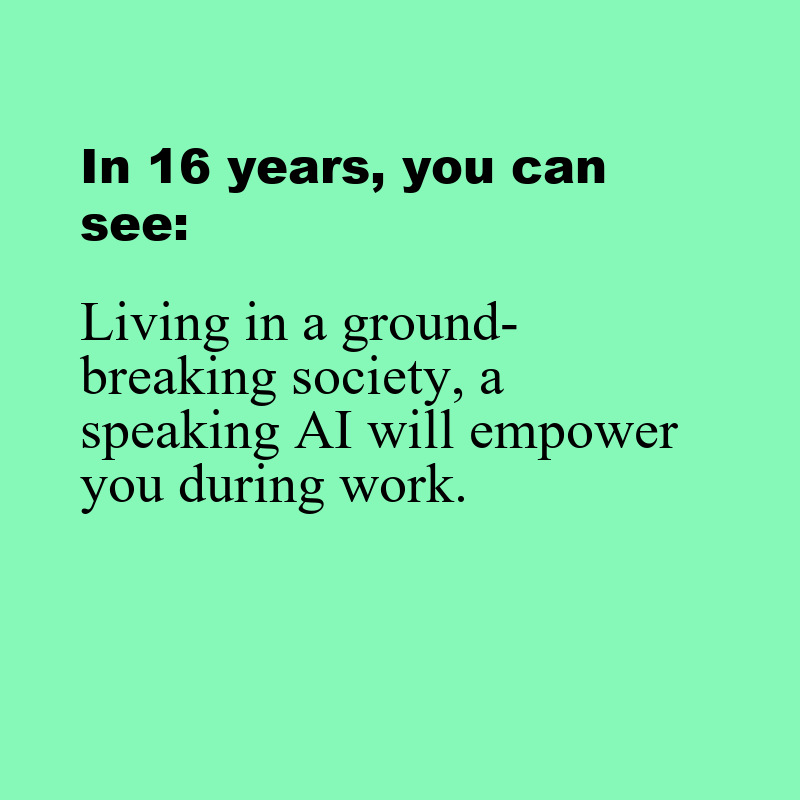 In 16 years, you can
see:
Living in a ground-
breaking society, a
speaking AI will empower
you during work.